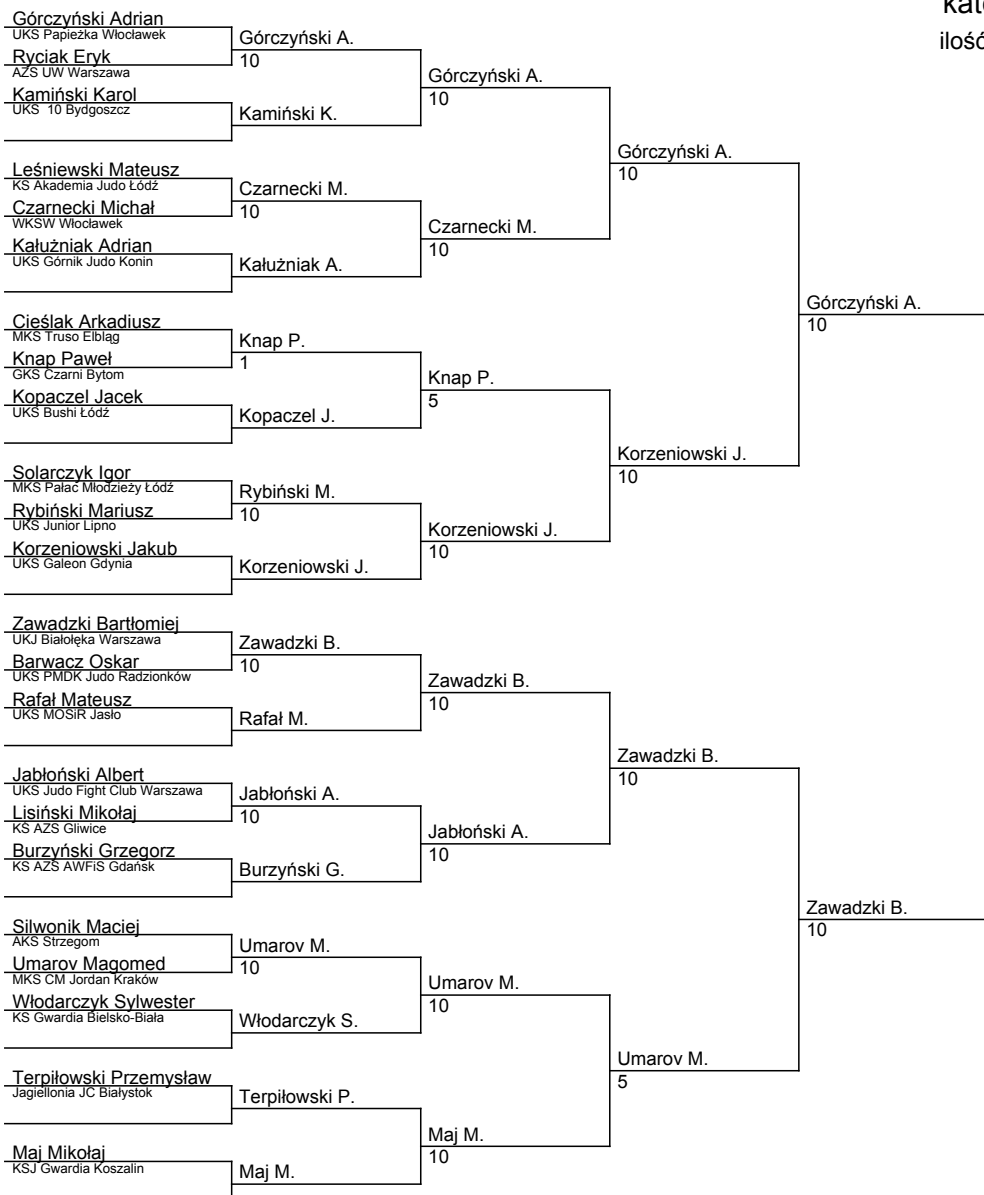 kat
ilość
Górczyński Adrian
UKS Papieżka Włocławek
Ryciak Eryk
AZS UW Warszawa
Kamiński Karol
UKS 10 Bydgoszcz
Leśniewski Mateusz
KS Akademia Judo Łódź
Czarnecki Michał
WKSW Włocławek
Kałużniak Adrian
UKS Górnik Judo Konin
Cieślak Arkadiusz
MKS Truso Elbląg
Knap Paweł
GKS Czarni Bytom
Kopaczel Jacek
UKS Bushi Łódź
Solarczyk Igor
MKS Pałac Młodzieży Łódź
Rybiński Mariusz
UKS Junior Lipno
Korzeniowski Jakub
UKS Galeon Gdynia
Zawadzki Bartłomiej
UKJ Białołęka Warszawa
Barwacz Oskar
UKS PMDK Judo Radzionków
Rafał Mateusz
UKS MOSiR Jasło
Jabłoński Albert
UKS Judo Fight Club Warszawa
Lisiński Mikołaj
KS AZS Gliwice
Burzyński Grzegorz
KS AZS AWFiS Gdańsk
Silwonik Maciej
AKS Strzegom
Umarov Magomed
MKS CM Jordan Kraków
Włodarczyk Sylwester
KS Gwardia Bielsko-Biała
Terpiłowski Przemysław
Jagiellonia JC Białystok
Maj Mikołaj
KSJ Gwardia Koszalin
Górczyński A.
10
Kamiński K.
Czarnecki M.
10
Kałużniak A.
Knap P.
1
Kopaczel J.
Rybiński M.
10
Korzeniowski J.
Zawadzki B.
10
Rafał M.
Jabłoński A.
10
Burzyński G.
Umarov M.
10
Włodarczyk S.
Terpiłowski P.
Maj M.
Górczyński A.
10
Czarnecki M.
10
Knap P.
5
Korzeniowski J.
10
Zawadzki B.
10
Jabłoński A.
10
Umarov M.
10
Maj M.
10
Górczyński A.
10
Korzeniowski J.
10
Zawadzki B.
10
Umarov M.
5
Górczyński A.
10
Zawadzki B.
10